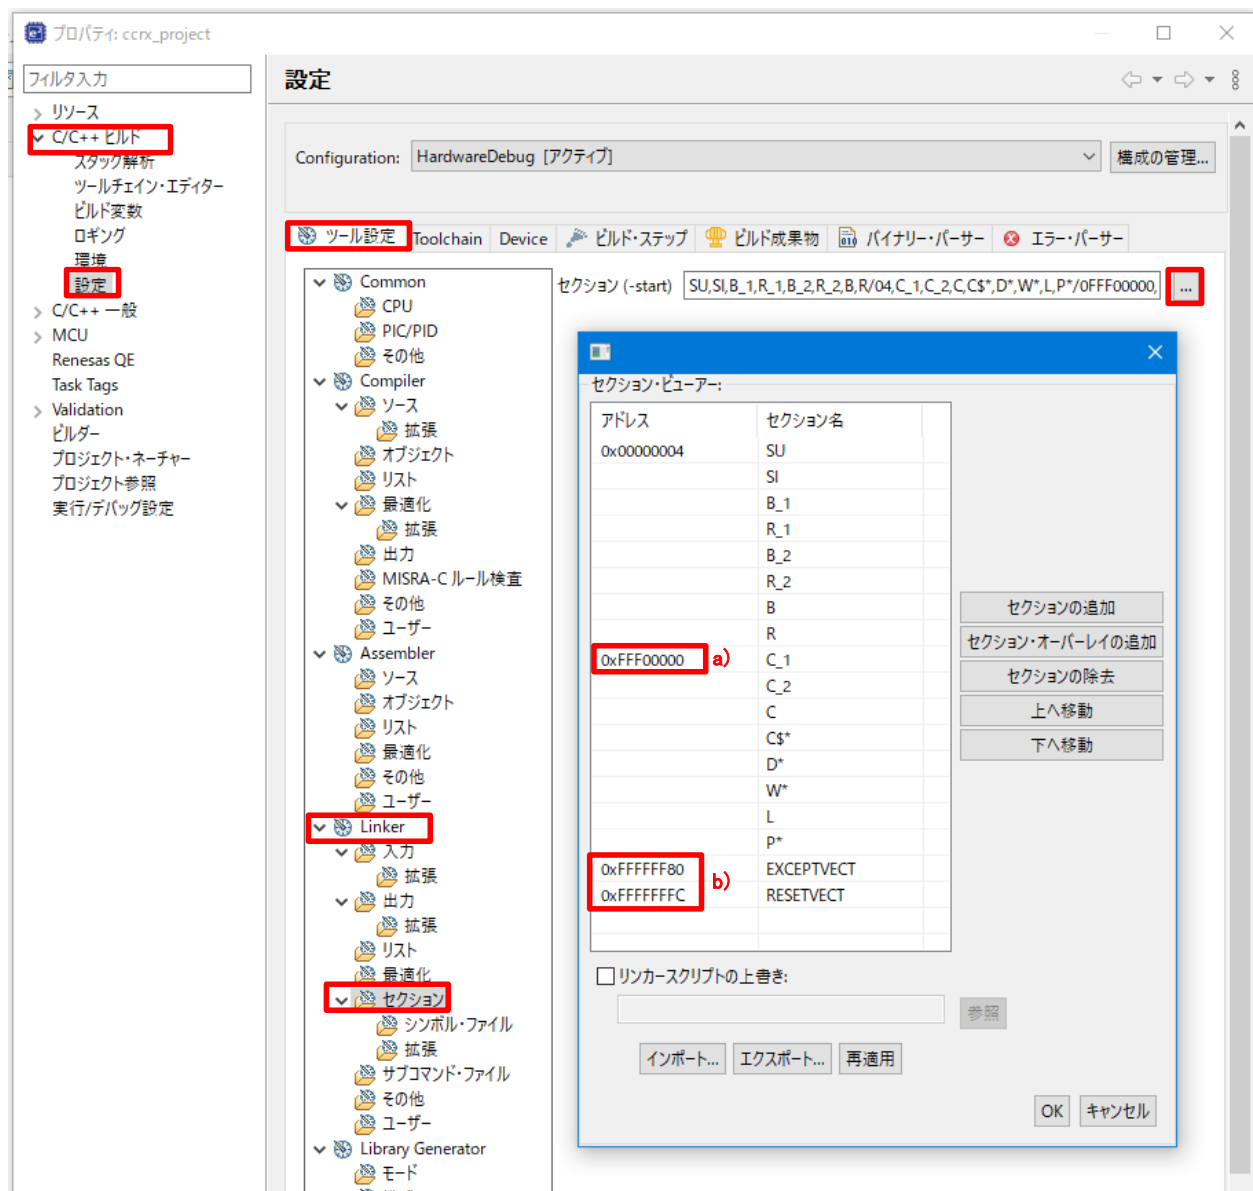 プロパティ: ccrx_project
フィルタ入力
リソース
C/C++ ビルド
スタック解析
ツールチェイン・エディター
ビルド変数
ロギング
環境
設定
C/C++ 一般
MCU
Renesas QE
Task Tags
Validation
ビルダー
プロジェクト・ネーチャー
プロジェクト参照
実行/デバッグ設定
設定
Configuration: HardwareDebug [アクティブ] 構成の管理...
ツール設定 Toolchain Device ビルド・ステップ ビルド成果物 バイナリー・パーサー エラー・パーサー
Common
CPU
PIC/PID
その他
Compiler
ソース
拡張
オブジェクト
リスト
最適化
拡張
出力
MISRA-C ルール検査
その他
ユーザー
Assembler
ソース
オブジェクト
リスト
最適化
その他
ユーザー
Linker
入力
拡張
出力
拡張
リスト
最適化
セクション
シンボル・ファイル
拡張
サブコマンド・ファイル
その他
ユーザー
Library Generator
モード
セクション (-start) SU,SI,B_1,R_1,B_2,R_2,B,R/04,C_1,C_2,C,C$*,D*,W*,L,P*/0FFF00000, ...
セクション・ビューアー:
アドレス セクション名
0x00000004 SU
SI
B_1
R_1
B_2
R_2
B
R
0xFFF00000 a) C_1
C_2
C
C$*
D*
W*
L
P*
0xFFFFFF80 b) EXCEPTVECT
0xFFFFFFFC RESETVECT
セクションの追加
セクション・オーバーレイの追加
セクションの除去
上へ移動
下へ移動
リンカースクリプトの上書き:
参照
インポート... エクスポート... 再適用
OK キャンセル